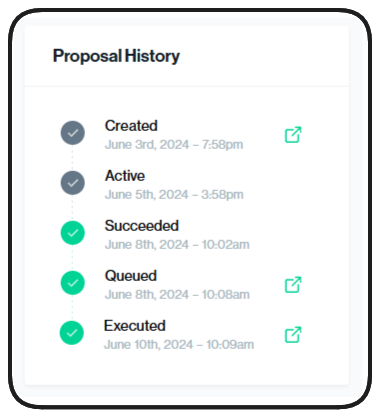 Proposal History
Created
June 3rd, 2024 – 7:58pm
Active
June 5th, 2024 – 3:58pm
Succeeded
June 8th, 2024 – 10:02am
Queued
June 8th, 2024 – 10:08am
Executed
June 10th, 2024 – 10:09am